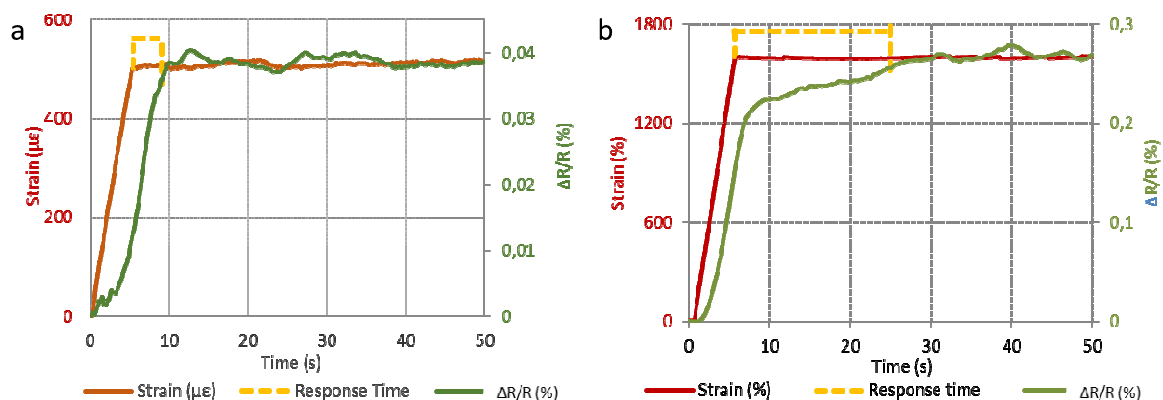 a
600
400
200
0
Strain (µε)
0,04
0,03
0,02
0,01
0
ΔR/R (%)
0 10 20 30 40 50
Time (s)
Strain (µε) Response Time ΔR/R (%)
b
1800
1200
600
0
Strain (%)
0,3
0,2
0,1
0
ΔR/R (%)
0 10 20 30 40 50
Time (s)
Strain (%) Response time ΔR/R (%)